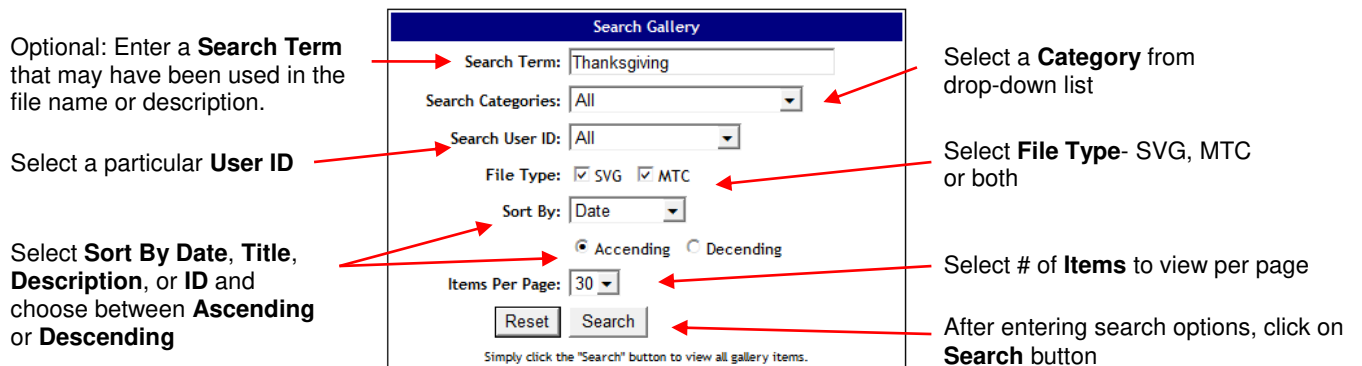 Search Gallery
Optional: Enter a Search Term
that may have been used in the
file name or description.
Search Term: Thanksgiving
Select a Category from
drop-down list
Search Categories: All
Search User ID: All
Select a particular User ID
File Type: SVG MTC
Select File Type- SVG, MTC
or both
Sort By: Date
Accending Decending
Select Sort By Date, Title,
Description, or ID and
choose between Ascending
or Descending
Items Per Page: 30
Select # of Items to view per page
Reset Search
After entering search options, click on
Search button
Simply click the "Search" button to view all gallery items.